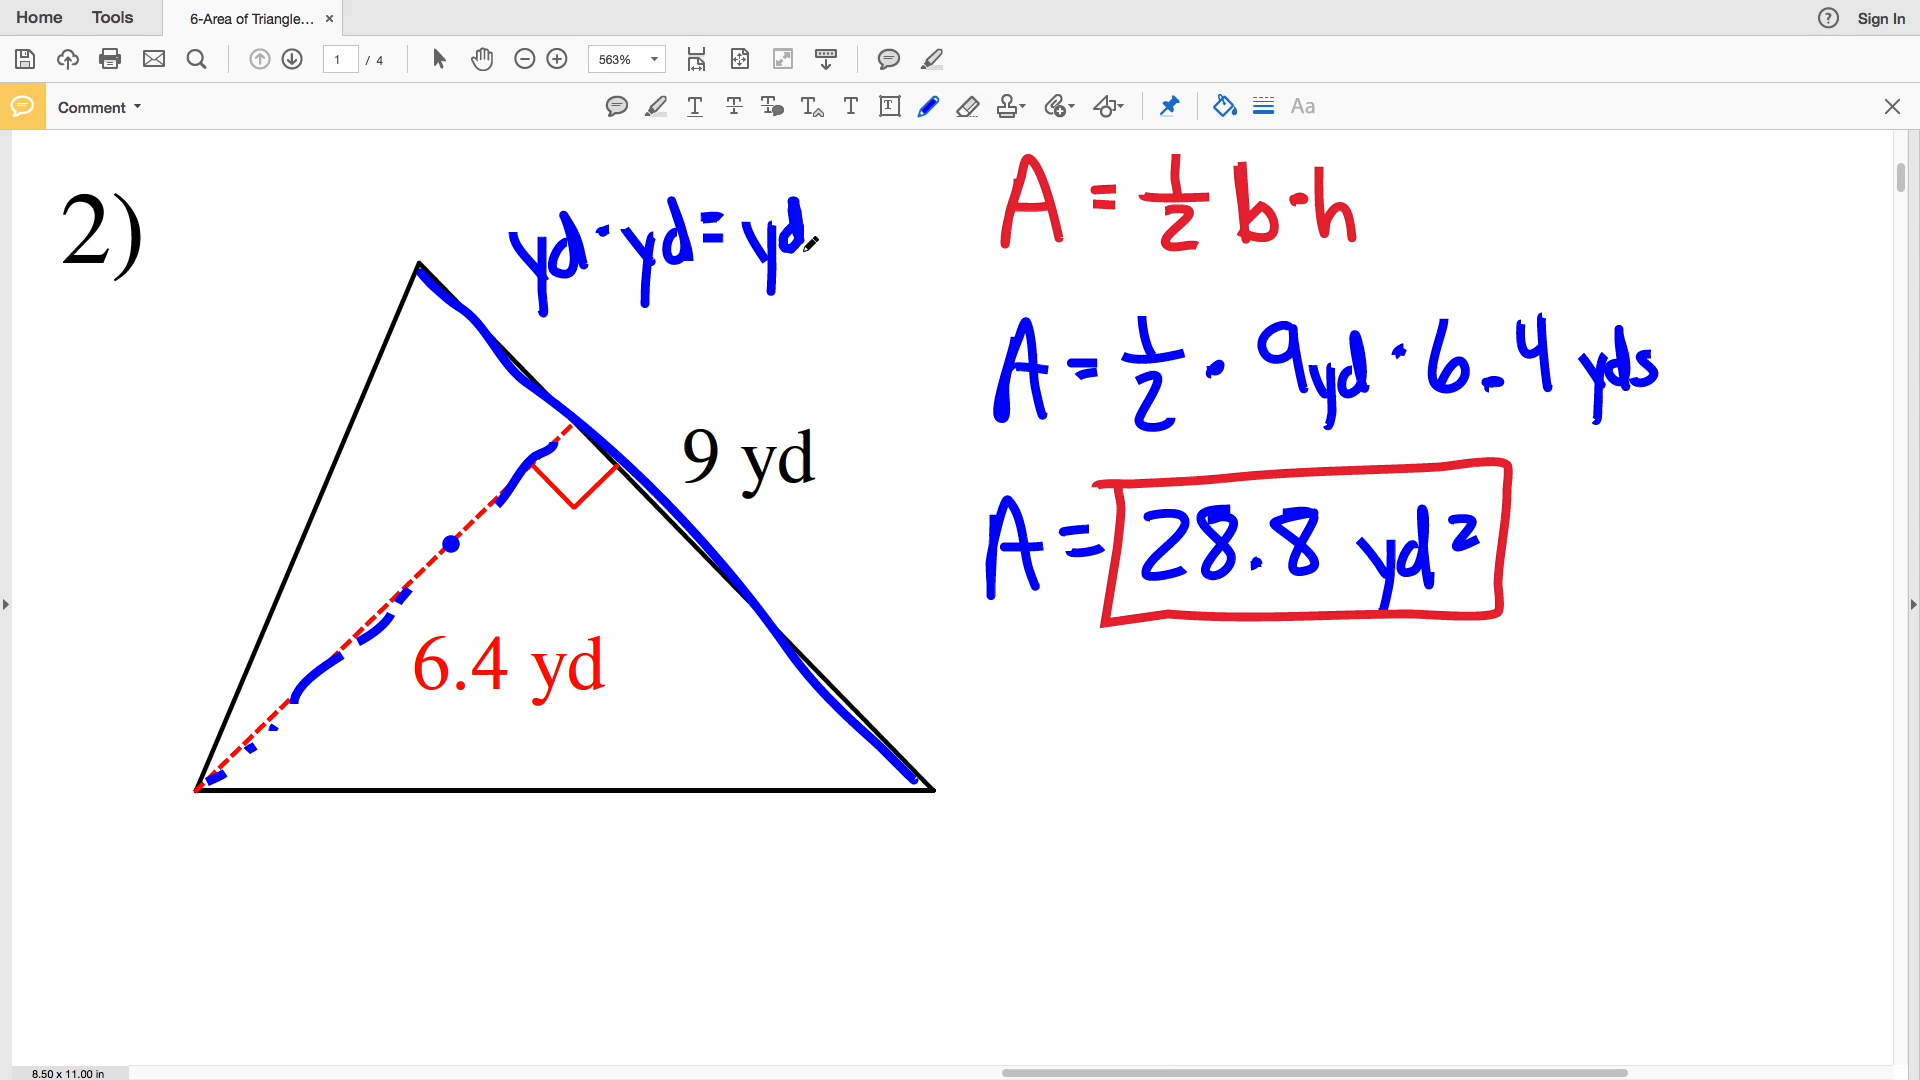 Home Tools 6-Area of Triangle... × ? Sign In
1 / 4 563%
Comment T T T T T T Aa
2)
yd · yd = yd
A = 1/2 b · h
A = 1/2 · 9yd · 6.4 yds
9 yd
A = 28.8 yd²
6.4 yd
8.50 x 11.00 in